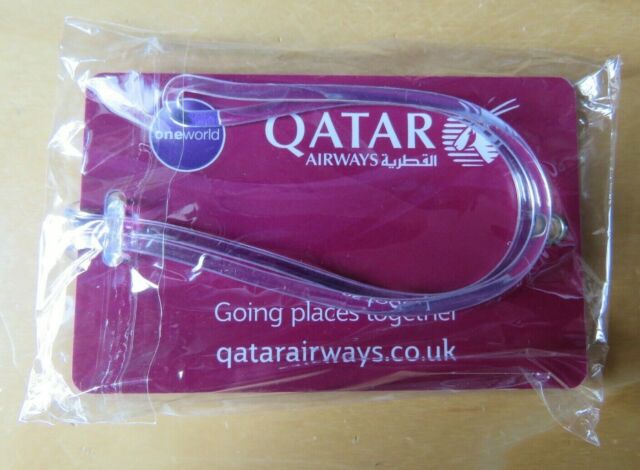 oneworld
QATAR
AIRWAYS القطرية
Going places together
qatarairways.co.uk